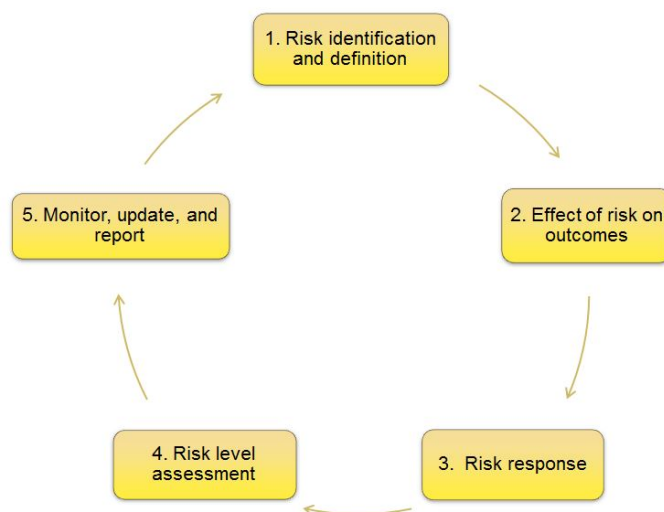 1. Risk identification
and definition
2. Effect of risk on
outcomes
3. Risk response
4. Risk level
assessment
5. Monitor, update, and
report